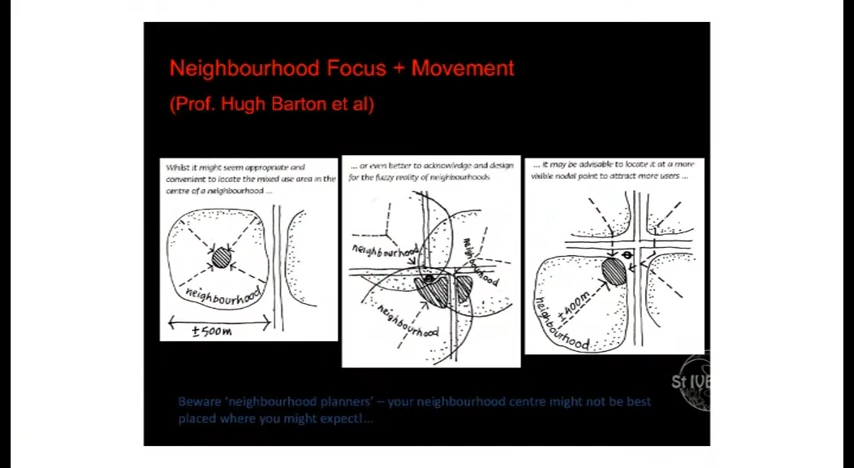 Neighbourhood Focus + Movement
(Prof. Hugh Barton et al)
Whilst it might seem appropriate and
convenient to locate the mixed use area in the
centre of a neighbourhood ...
neighbourhood
±500m
... or even better to acknowledge and design
for the fuzzy reality of neighbourhoods
neighbourhood
neighbourhood
neighbourhood
... it may be advisable to locate it at a more
visible nodal point to attract more users ...
±400m
neighbourhood
St IVE
Beware 'neighbourhood planners' – your neighbourhood centre might not be best
placed where you might expect!...